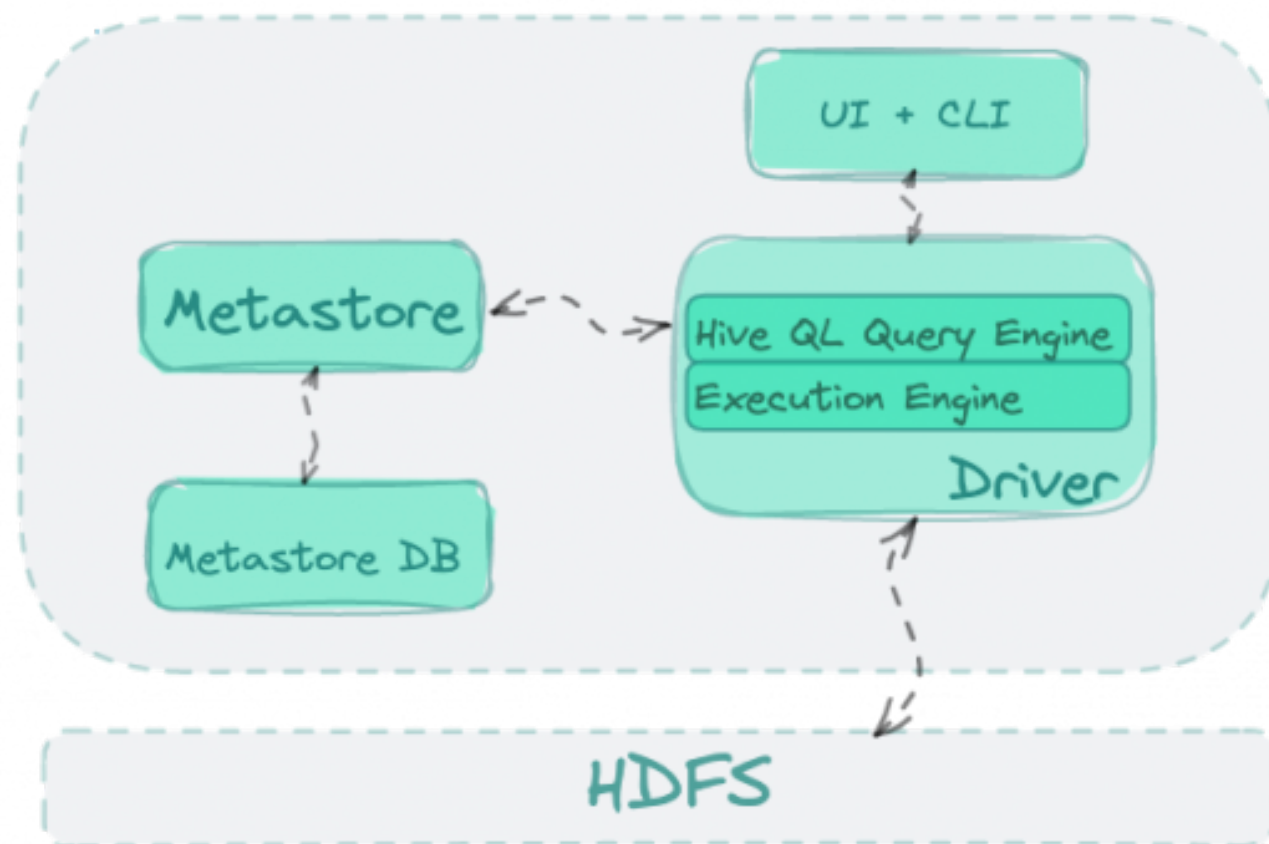 UI + CLI
Metastore
Hive QL Query Engine
Execution Engine
Driver
Metastore DB
HDFS